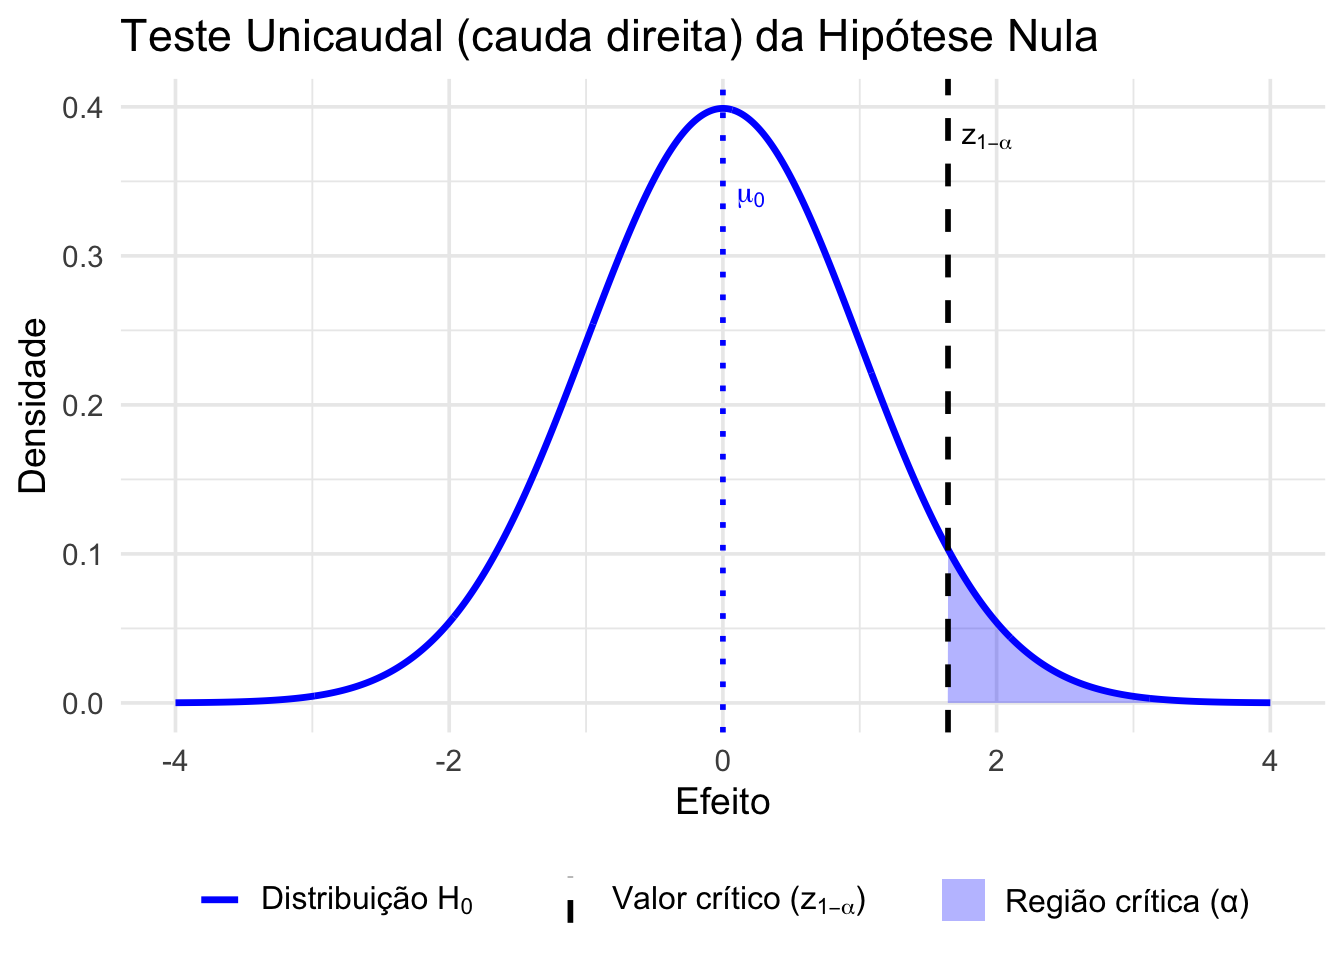 Teste Unicaudal (cauda direita) da Hipótese Nula
Densidade
0.4
0.3
0.2
0.1
0.0
z₁₋α
μ₀
-4 -2 0 2 4
Efeito
Distribuição H₀ Valor crítico (z₁₋α) Região crítica (α)